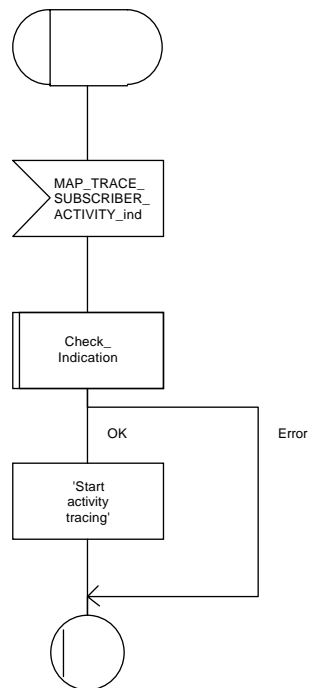 MAP_TRACE_
SUBSCRIBER_
ACTIVITY_ind
Check_
Indication
OK
Error
'Start
activity
tracing'